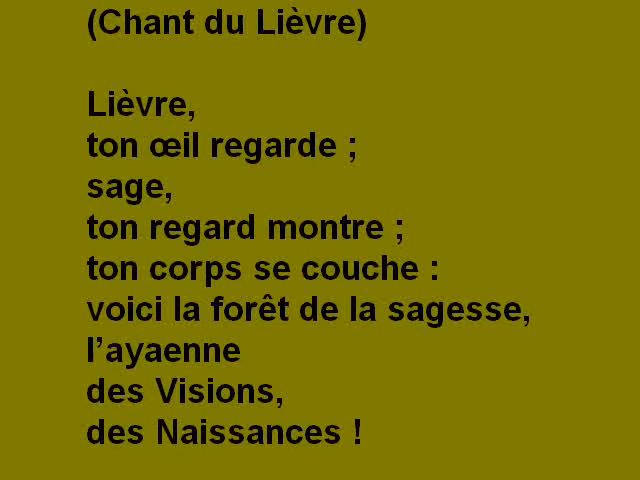 (Chant du Lièvre)
Lièvre,
ton œil regarde ;
sage,
ton regard montre ;
ton corps se couche :
voici la forêt de la sagesse,
l’ayaenne
des Visions,
des Naissances !